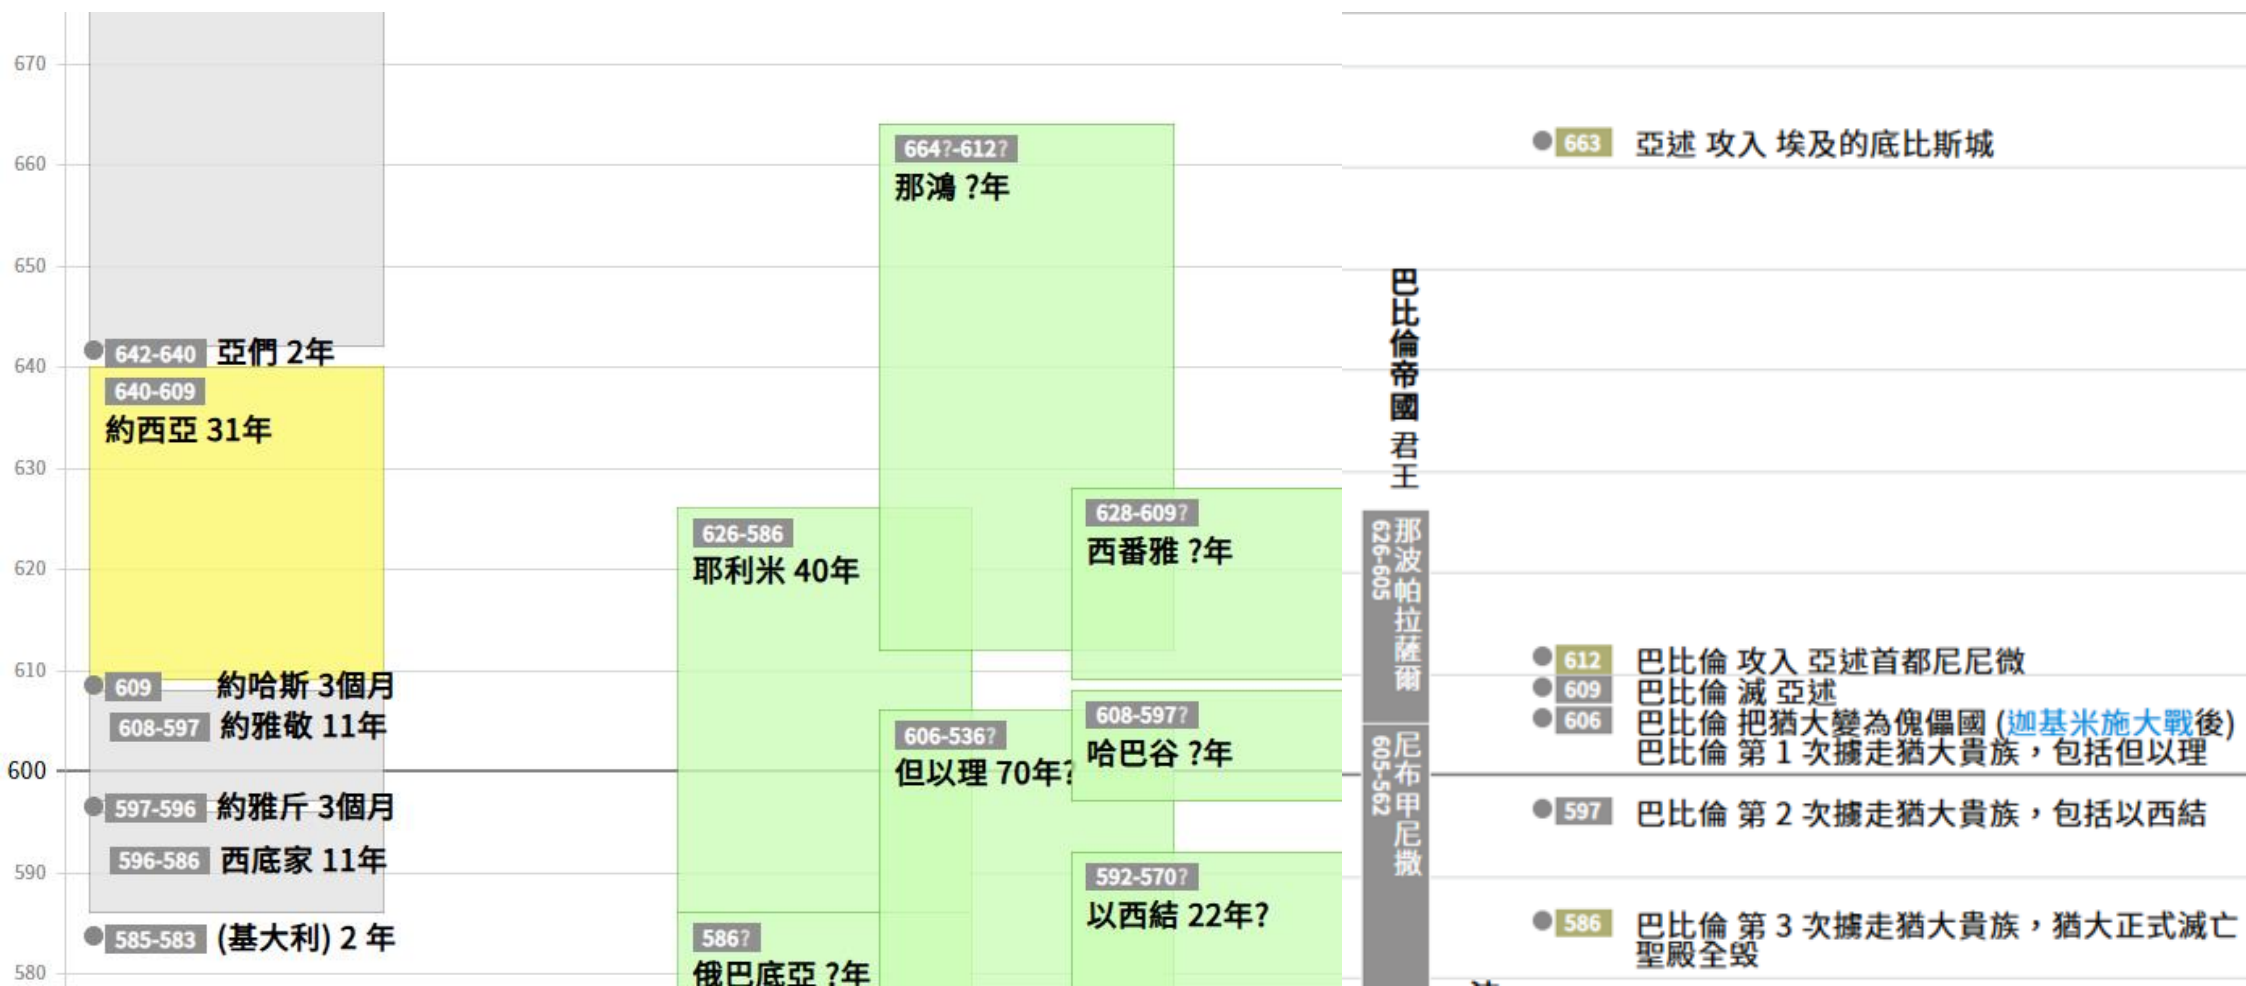 670
660
650
640
630
620
610
600
590
580
642-640 亞們 2年
640-609
約西亞 31年
609 約哈斯 3個月
608-597 約雅敬 11年
597-596 約雅斤 3個月
596-586 西底家 11年
585-583 (基大利) 2 年
626-586
耶利米 40年
586?
俄巴底亞 ?年
664?-612?
那鴻 ?年
606-536?
但以理 70年?
628-609?
西番雅 ?年
608-597?
哈巴谷 ?年
592-570?
以西結 22年?
巴比倫帝國 君王
那波帕拉薩爾
626-605
尼布甲尼撒
605-562
663 亞述 攻入 埃及的底比斯城
612 巴比倫 攻入 亞述首都尼尼微
609 巴比倫 滅 亞述
606 巴比倫 把猶大變為傀儡國 (迦基米施大戰後)
巴比倫 第 1 次擄走猶大貴族，包括但以理
597 巴比倫 第 2 次擄走猶大貴族，包括以西結
586 巴比倫 第 3 次擄走猶大貴族，猶大正式滅亡
聖殿全毀